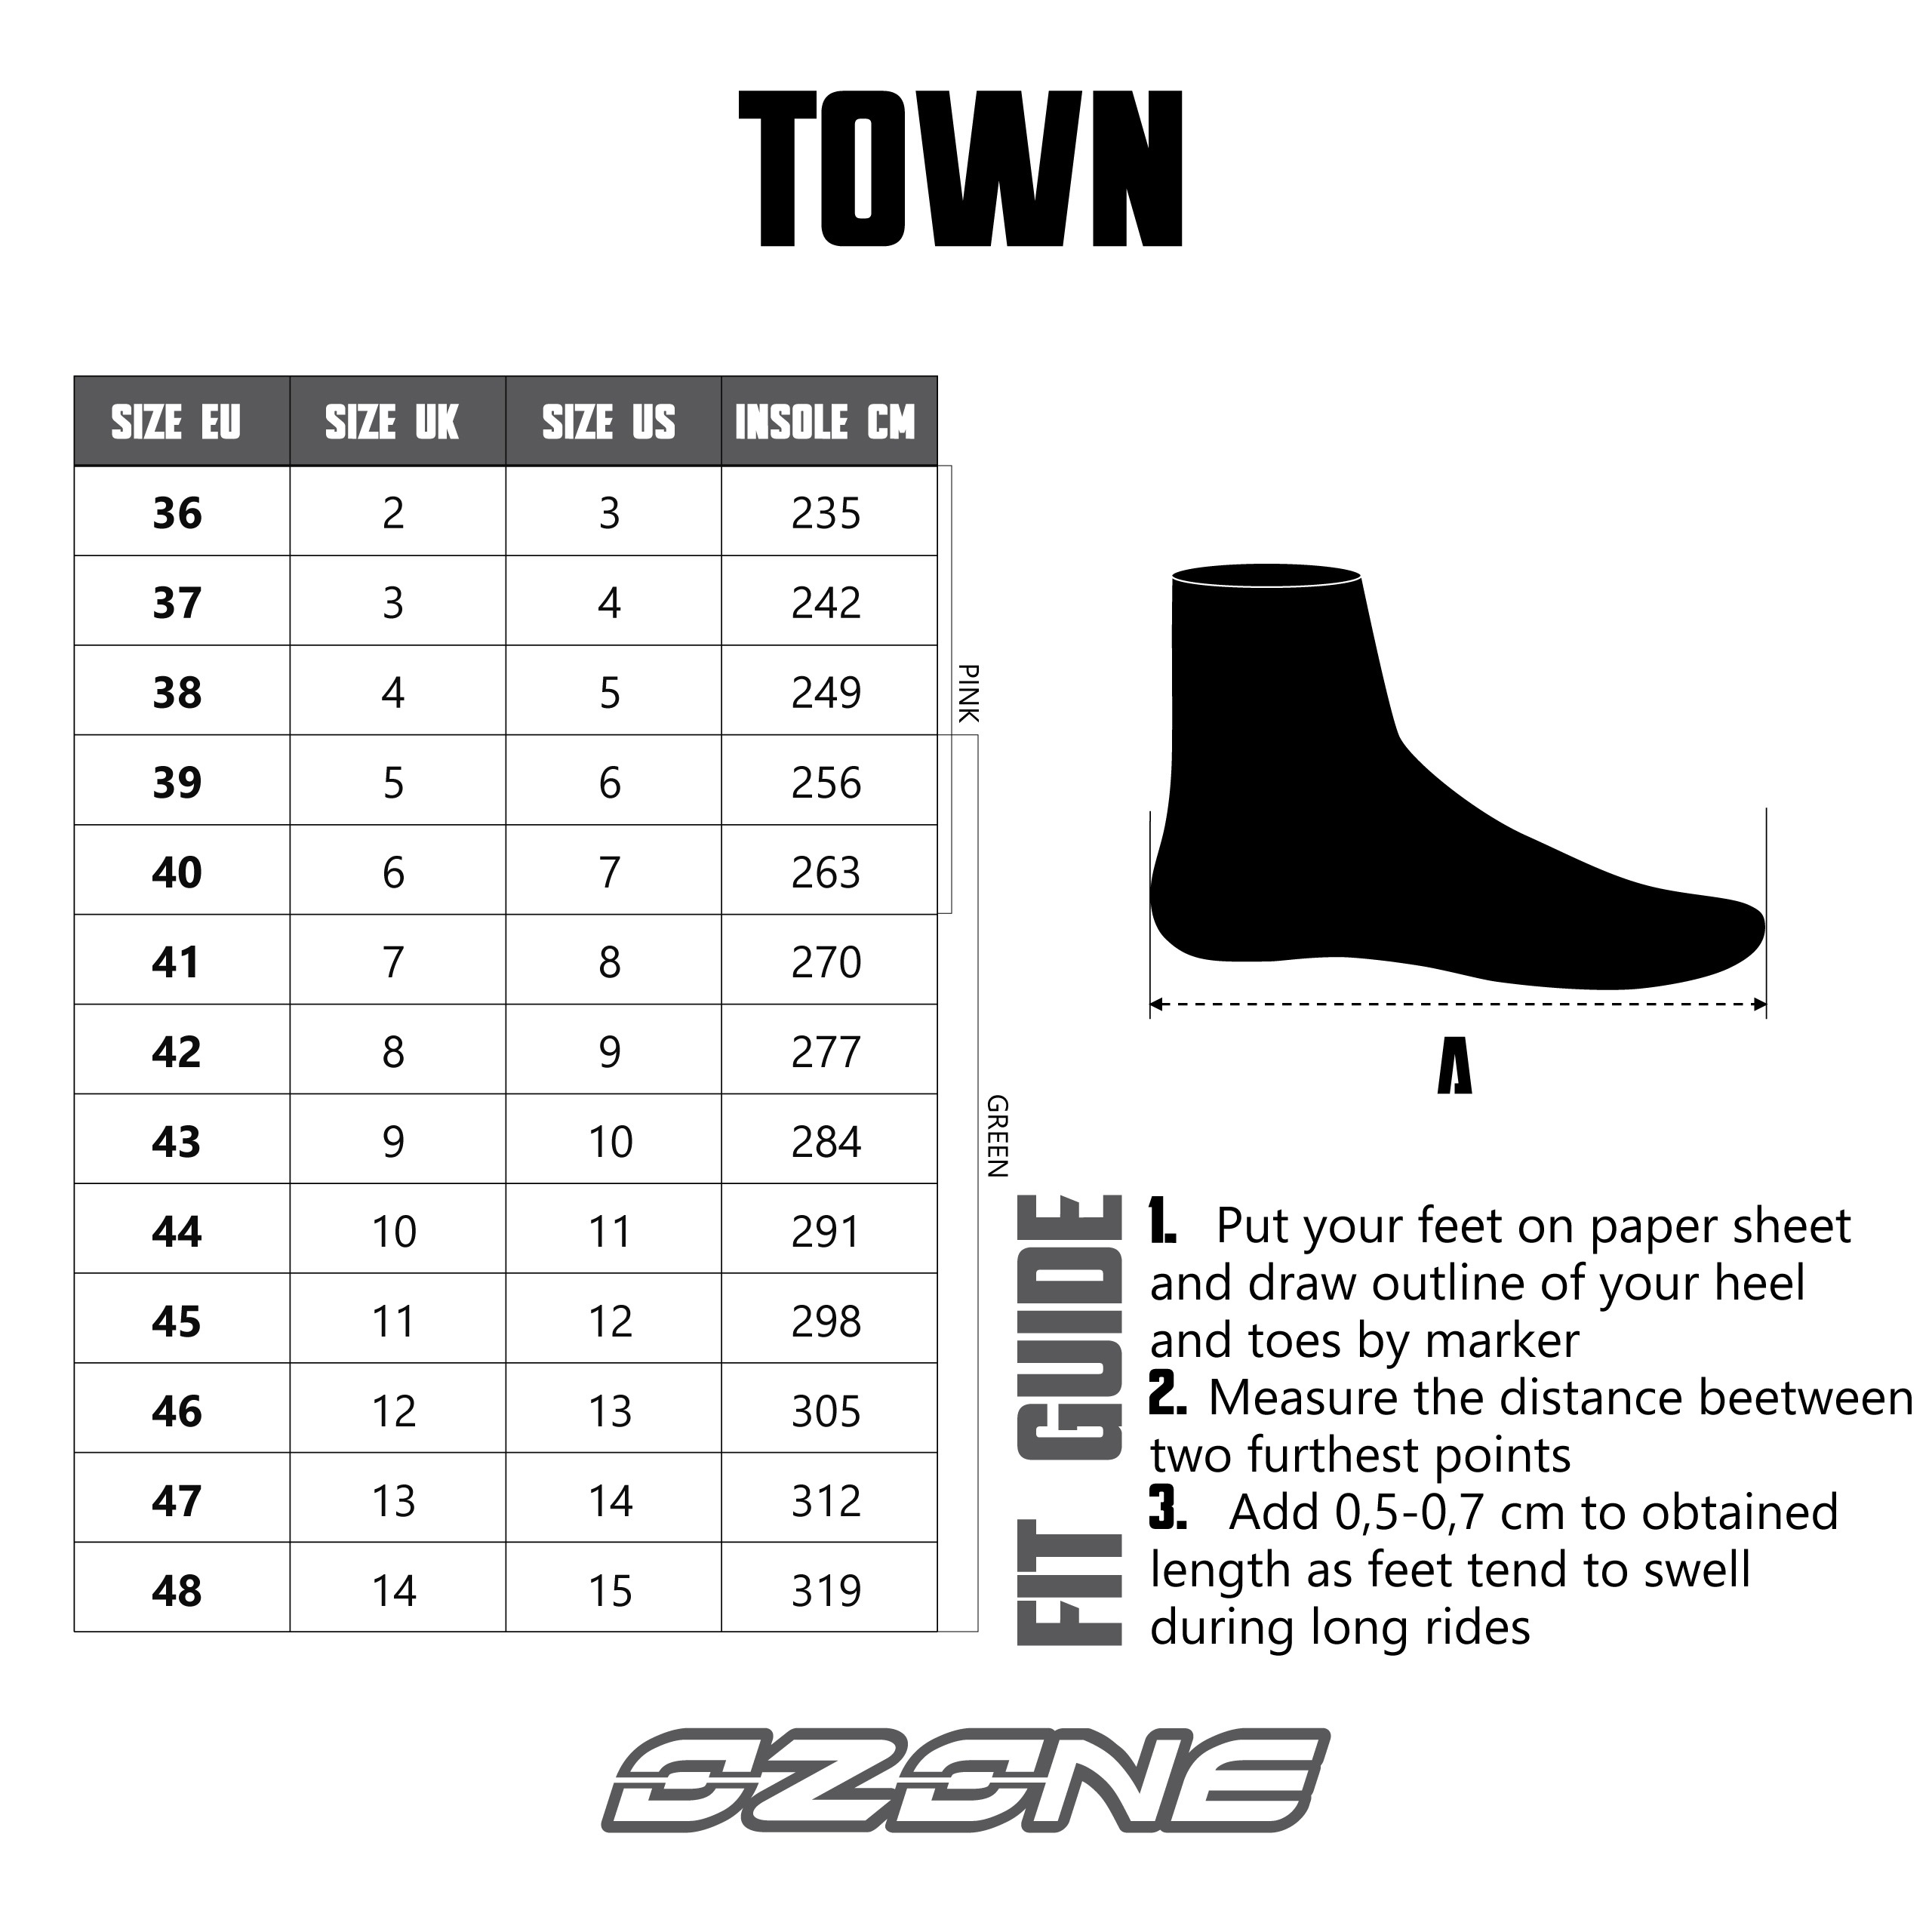 TOWN
SIZE EU SIZE UK SIZE US INSOLE CM
36 2 3 235
37 3 4 242
38 4 5 249
39 5 6 256
40 6 7 263
41 7 8 270
42 8 9 277
43 9 10 284
44 10 11 291
45 11 12 298
46 12 13 305
47 13 14 312
48 14 15 319
PINK
GREEN
A
FIT GUIDE
1. Put your feet on paper sheet
and draw outline of your heel
and toes by marker
2. Measure the distance beetween
two furthest points
3. Add 0,5-0,7 cm to obtained
length as feet tend to swell
during long rides
OZONE